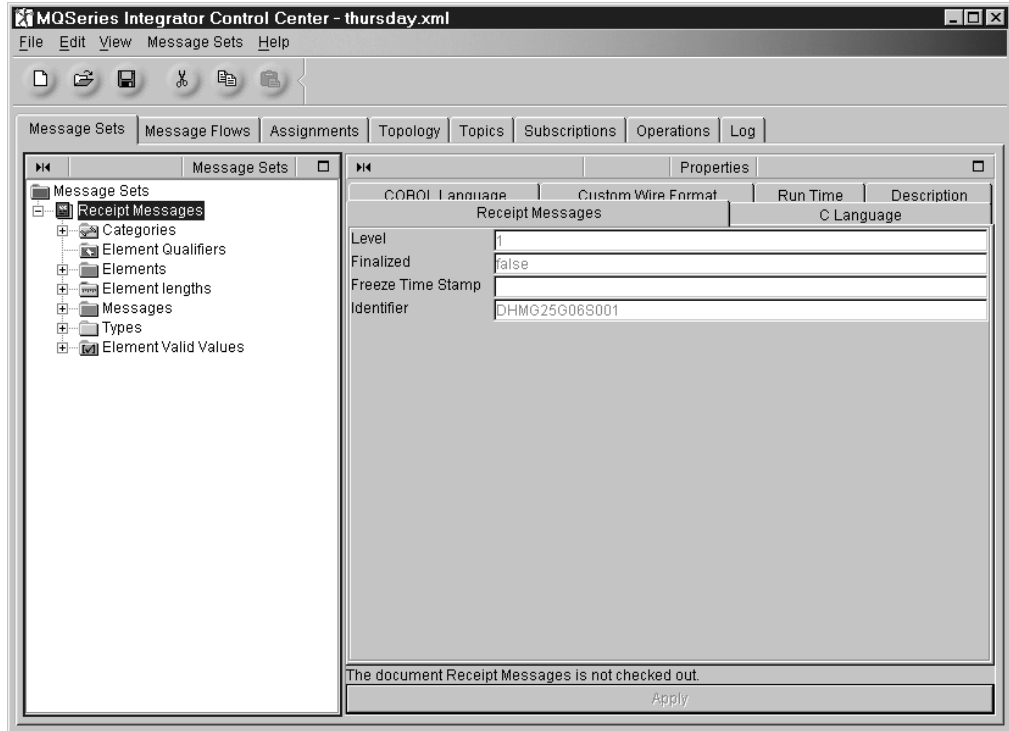 MQSeries Integrator Control Center - thursday.xml
File Edit View Message Sets Help
Message Sets Message Flows Assignments Topology Topics Subscriptions Operations Log
Message Sets
Message Sets
Receipt Messages
Categories
Element Qualifiers
Elements
Element lengths
Messages
Types
Element Valid Values
Properties
COBOL Language Custom Wire Format Run Time Description
Receipt Messages C Language
Level 1
Finalized false
Freeze Time Stamp
Identifier DHMG25G06S001
The document Receipt Messages is not checked out.
Apply